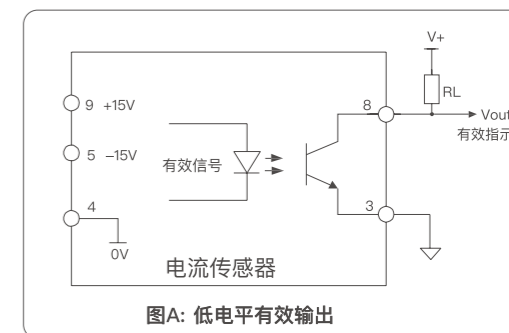 V+
RL
8
Vout
有效指示
9 +15V
5 –15V
有效信号
4
3
0V
电流传感器
图A: 低电平有效输出